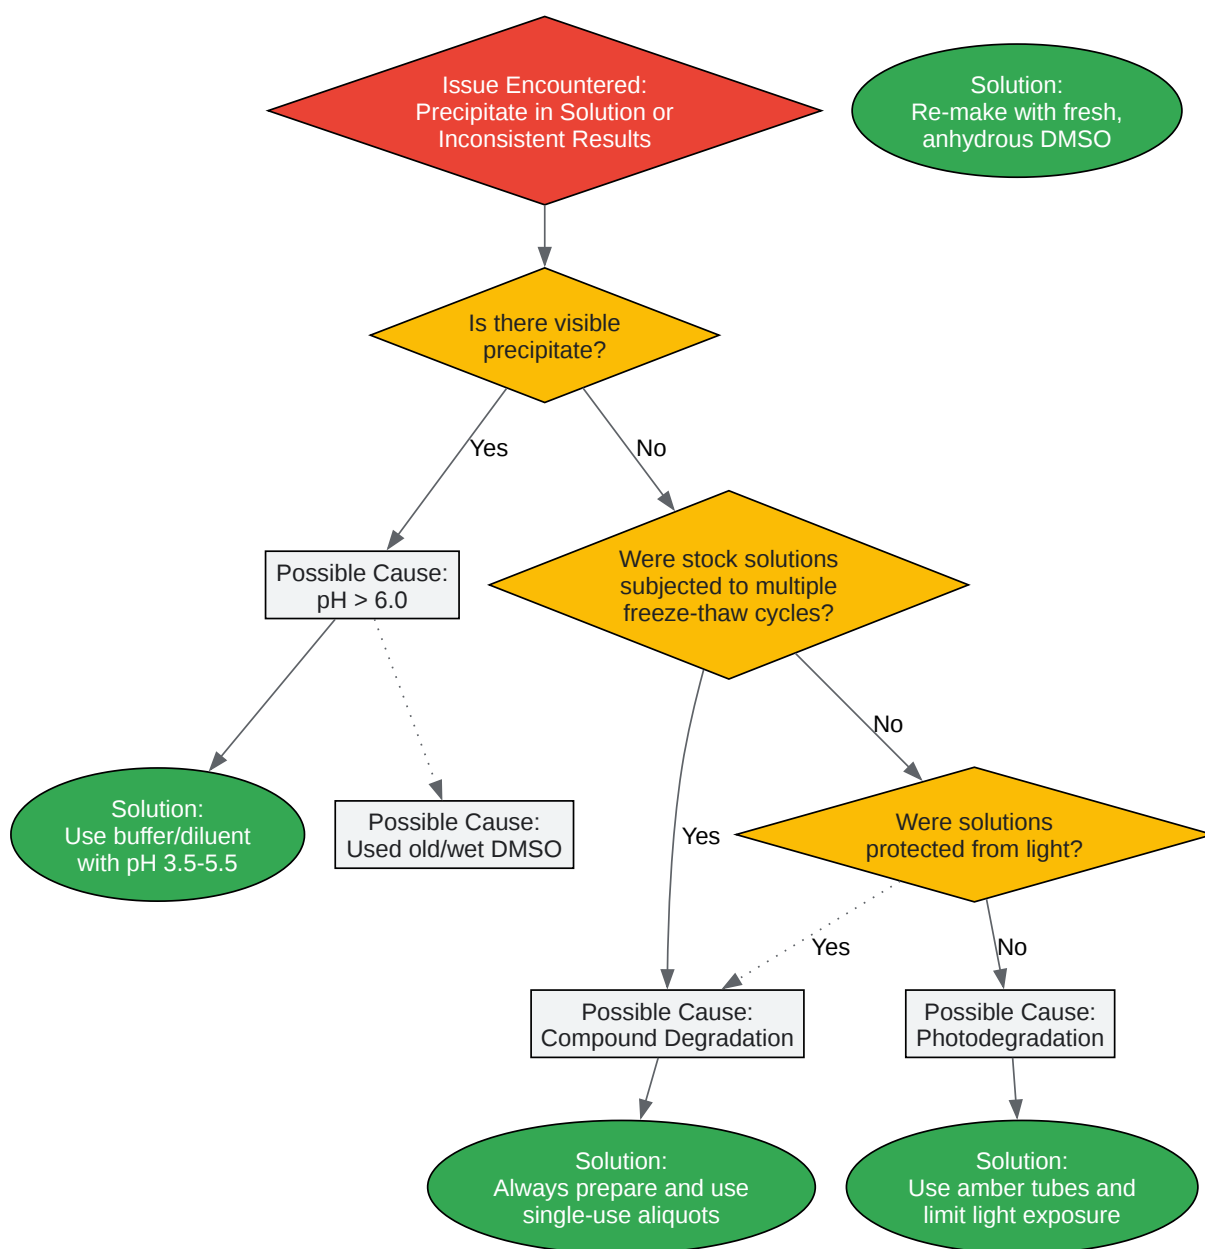 Issue Encountered:
Precipitate in Solution or
Inconsistent Results
Solution:
Re-make with fresh,
anhydrous DMSO
Is there visible
precipitate?
Yes
No
Possible Cause:
pH > 6.0
Were stock solutions
subjected to multiple
freeze-thaw cycles?
No
Solution:
Use buffer/diluent
with pH 3.5-5.5
Possible Cause:
Used old/wet DMSO
Yes
Were solutions
protected from light?
Yes
No
Possible Cause:
Compound Degradation
Possible Cause:
Photodegradation
Solution:
Always prepare and use
single-use aliquots
Solution:
Use amber tubes and
limit light exposure